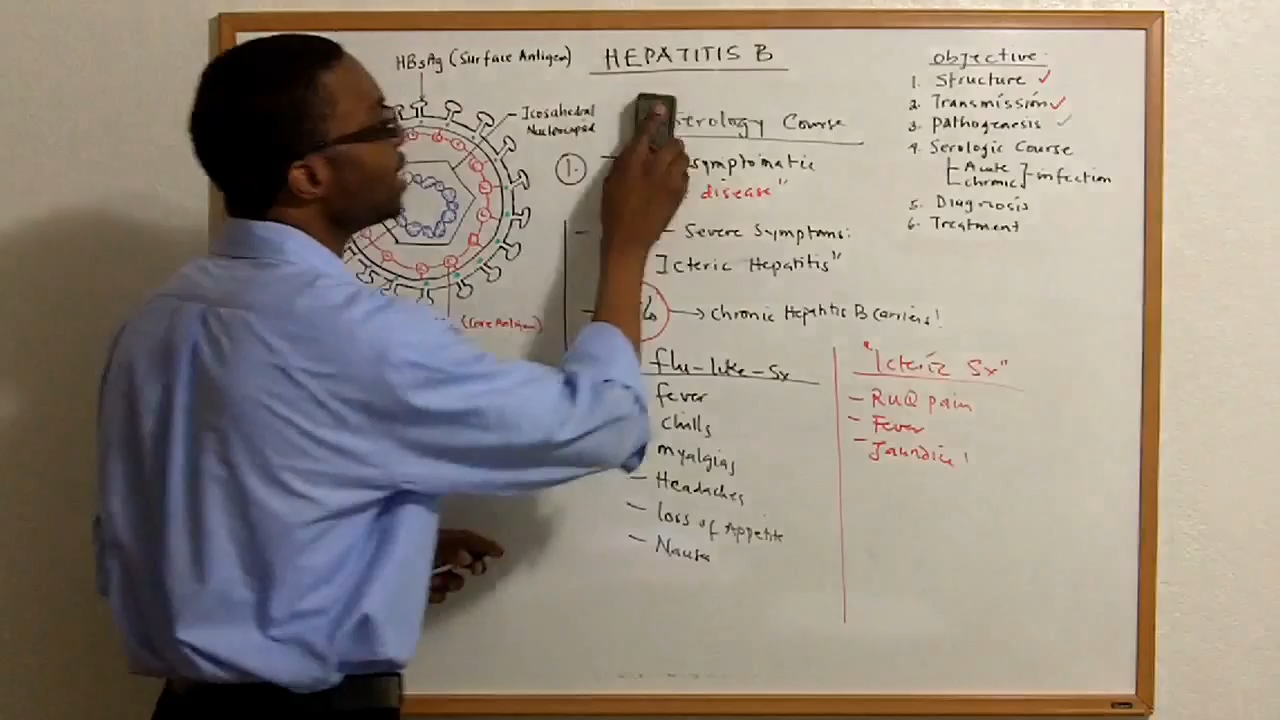 HEPATITIS B
HBsAg (Surface Antigen)
Icosahedral
Nucleocapsid
(Core Antigen)
Serology Course
1.
symptomatic
disease"
- Severe Symptoms:
Icteric Hepatitis"
→ Chronic Hepatitis B carriers!
flu-like-Sx
fever
chills
myalgias
- Headaches
- loss of Appetite
- Nausea
"Icteric Sx"
- RUQ pain
- Fever
- Jaundice!
objective:
1. Structure ✓
2. Transmission ✓
3. pathogenesis ✓
4. Serologic Course
Acute
chronic
infection
5. Diagnosis
6. Treatment